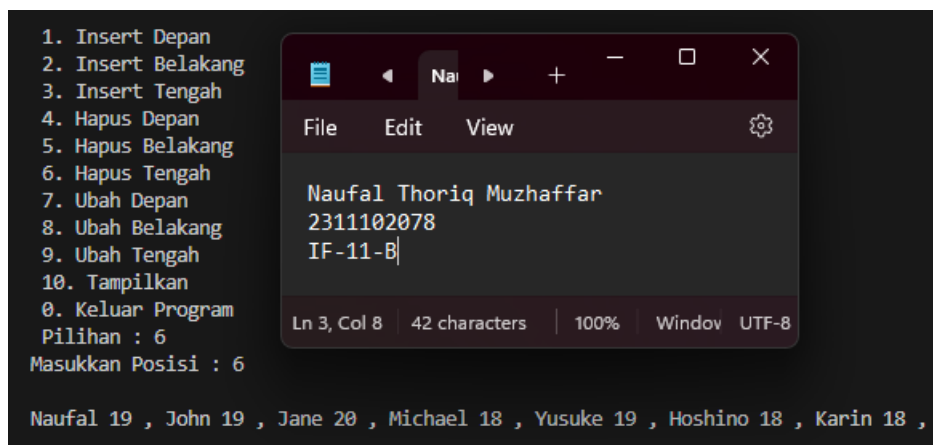 1. Insert Depan
2. Insert Belakang
3. Insert Tengah
4. Hapus Depan
5. Hapus Belakang
6. Hapus Tengah
7. Ubah Depan
8. Ubah Belakang
9. Ubah Tengah
10. Tampilkan
0. Keluar Program
Pilihan : 6
Masukkan Posisi : 6
Naufal 19 , John 19 , Jane 20 , Michael 18 , Yusuke 19 , Hoshino 18 , Karin 18 ,
Nau
File Edit View
Naufal Thoriq Muzhaffar
2311102078
IF-11-B
Ln 3, Col 8 42 characters 100% Window UTF-8